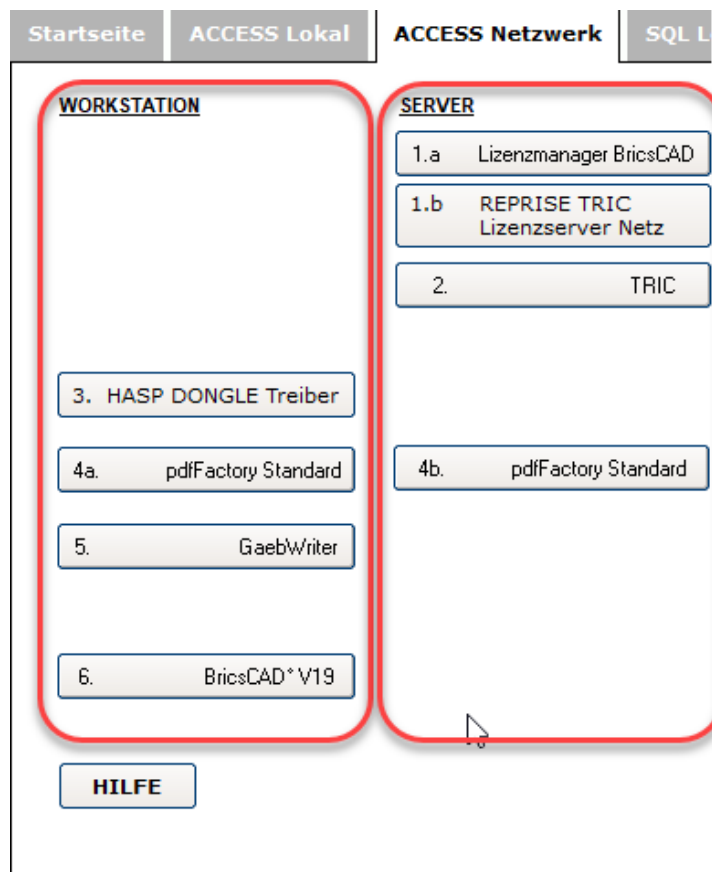 Startseite ACCESS Lokal ACCESS Netzwerk SQL
WORKSTATION
3. HASP DONGLE Treiber
4a. pdfFactory Standard
5. GaebWriter
6. BricsCAD° V19
HILFE
SERVER
1.a Lizenzmanager BricsCAD
1.b REPRISE TRIC
Lizenzserver Netz
2. TRIC
4b. pdfFactory Standard